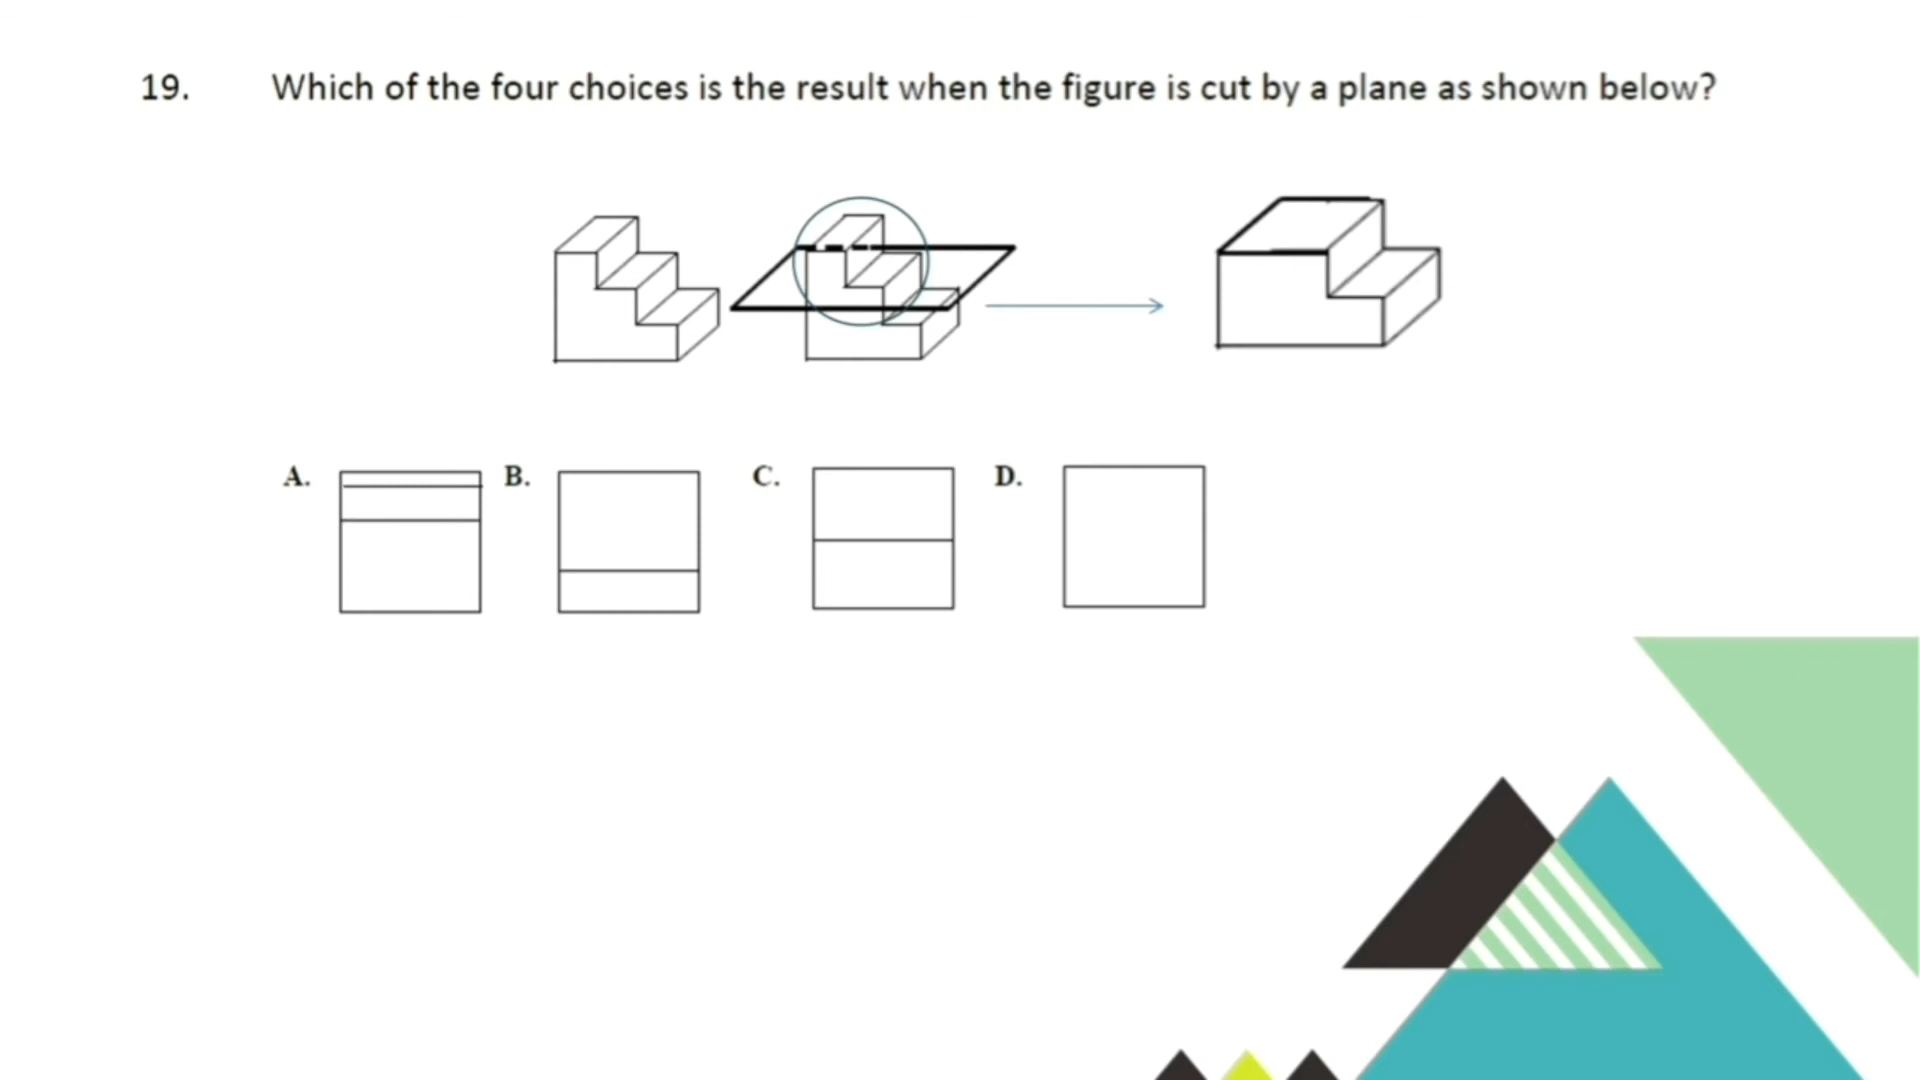 19. Which of the four choices is the result when the figure is cut by a plane as shown below?
A. B. C. D.